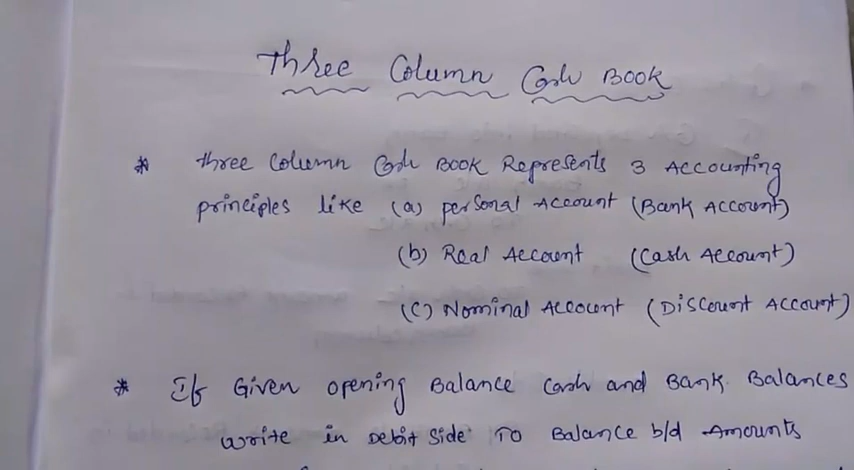 Three Column Cash Book
* Three Column Cash Book Represents 3 Accounting
principles like (a) personal Account (Bank Account)
(b) Real Account (Cash Account)
(C) Nominal Account (Discount Account)
* If Given opening Balance Cash and Bank Balances
write in Debit Side To Balance b/d Amounts